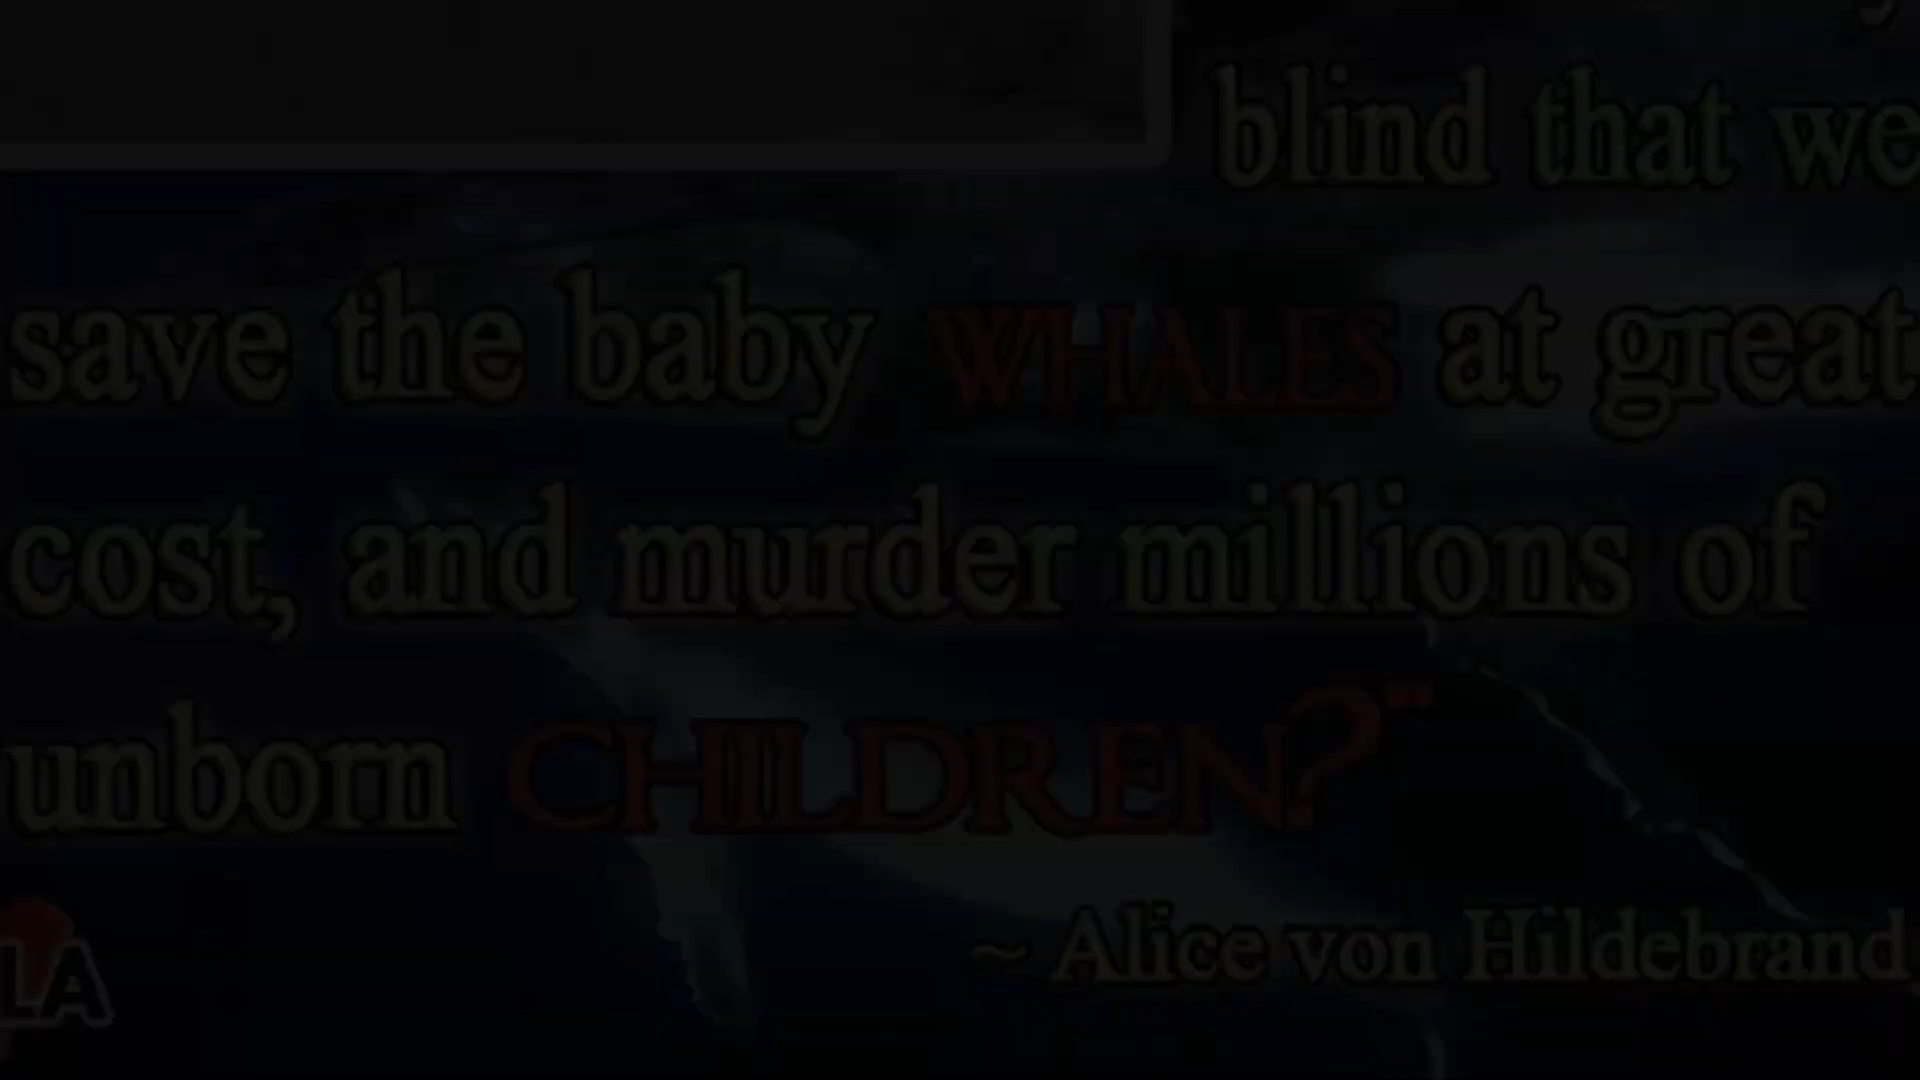 blind that we
save the baby WHALES at great
cost, and murder millions of
unborn CHILDREN?"
~ Alice von Hildebrand
LA